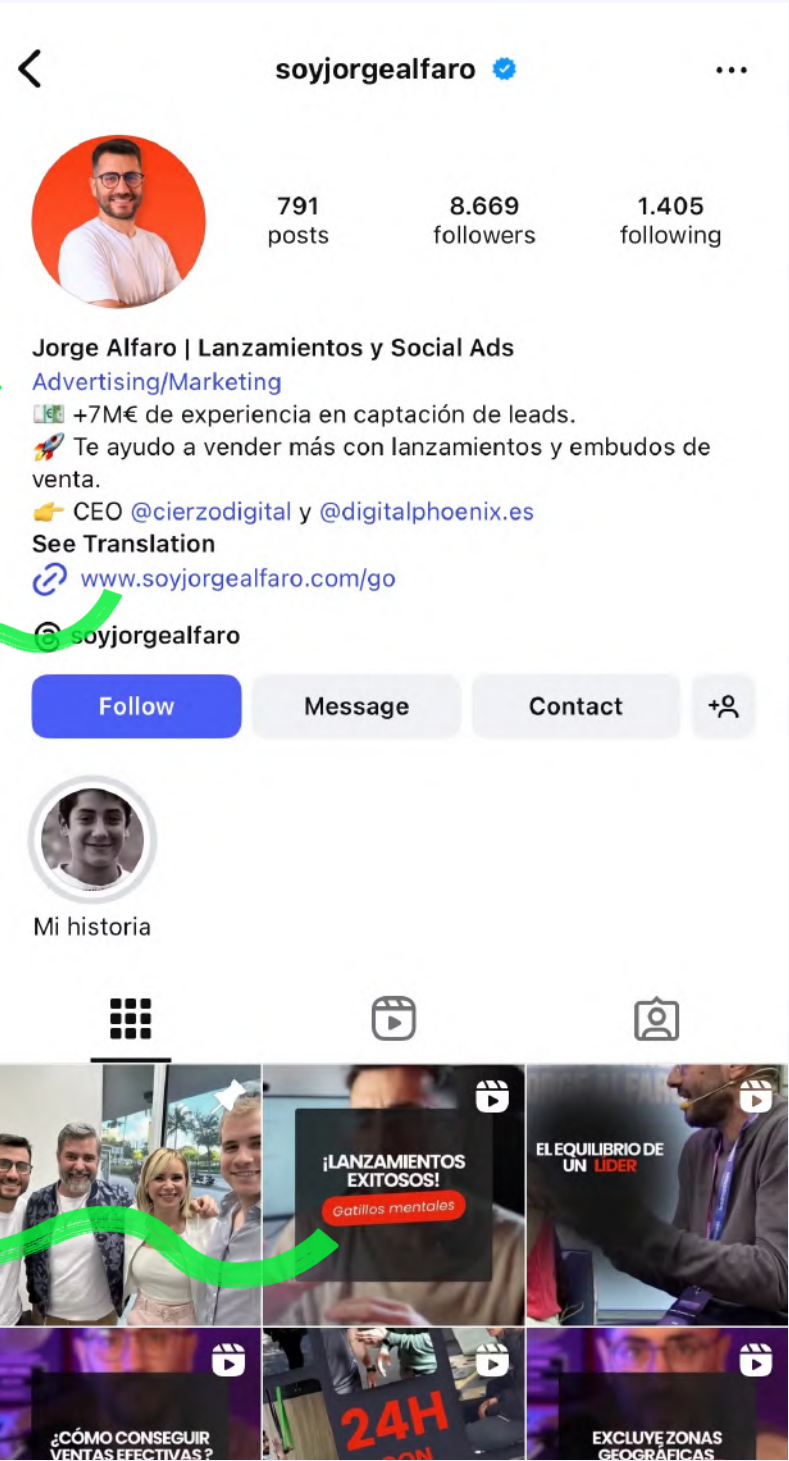 soyjorgealfaro
791
8.669
1.405
posts
followers
following
Jorge Alfaro | Lanzamientos y Social Ads
Advertising/Marketing
💶 +7M€ de experiencia en captación de leads.
🚀 Te ayudo a vender más con lanzamientos y embudos de
venta.
👉 CEO @cierzodigital y @digitalphoenix.es
See Translation
www.soyjorgealfaro.com/go
soyjorgealfaro
Follow
Message
Contact
Mi historia
¡LANZAMIENTOS
EXITOSOS!
Gatillos mentales
EL EQUILIBRIO DE
UN LÍDER
¿CÓMO CONSEGUIR
VENTAS EFECTIVAS?
24H
CON
EXCLUYE ZONAS
GEOGRÁFICAS